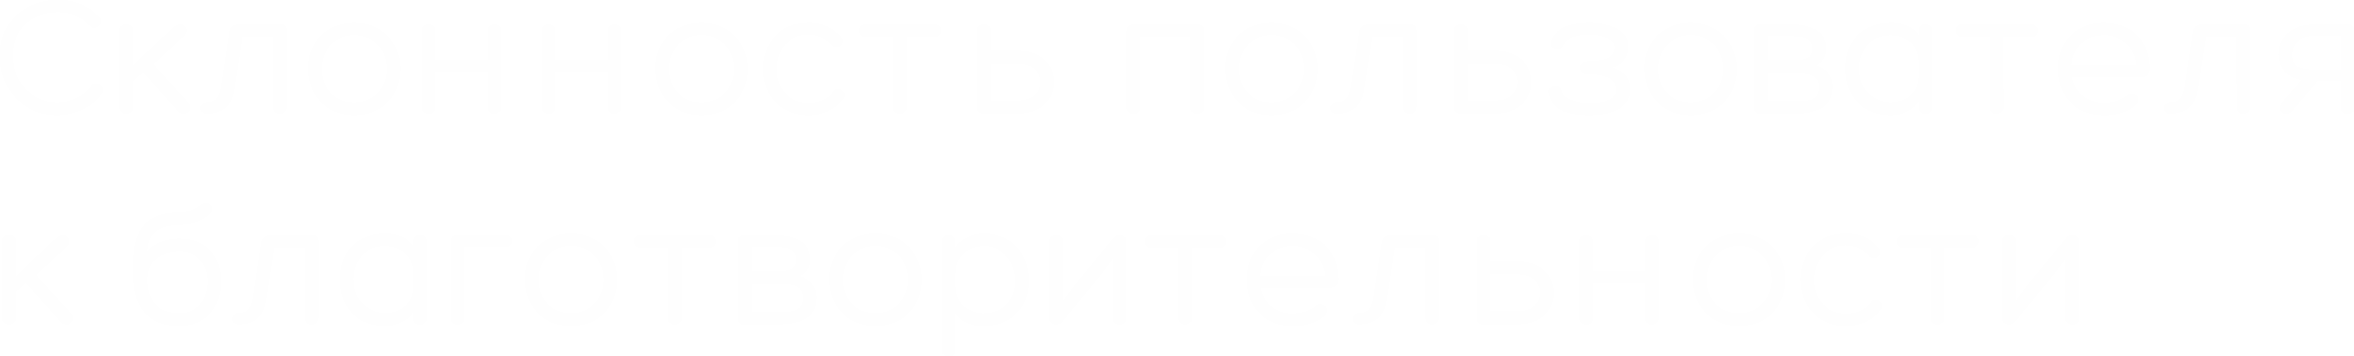 Склонность пользователя
к благотворительности